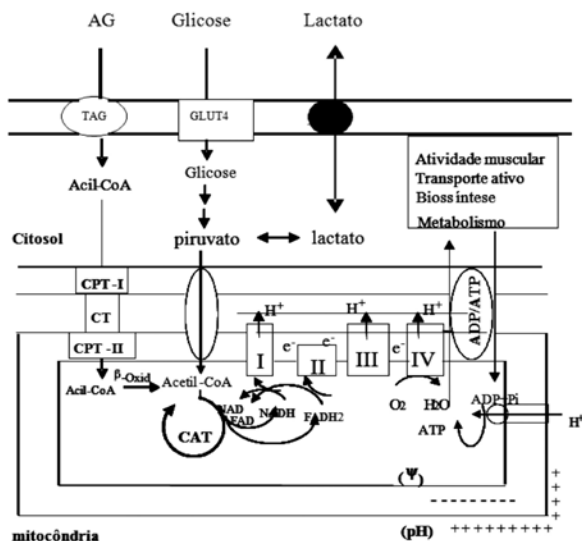 AG Glicose Lactato
TAG GLUT4
Acil-CoA
Glicose
Atividade muscular
Transporte ativo
Bioss íntese
Metabolismo
Citosol piruvato lactato
CPT-I
CT
CPT-II
ADP/ATP
H+ H+ H+
e- e- e-
I II III IV
Acil-CoA β-Oxid Acetil-CoA
NAD NADH
FAD FADH2
CAT
O2 H2O
ADP+Pi
ATP
H+
(Ψ)
- - - - - - - - - -
mitocôndria (pH) + + + + + + + + +
+
+
+
+